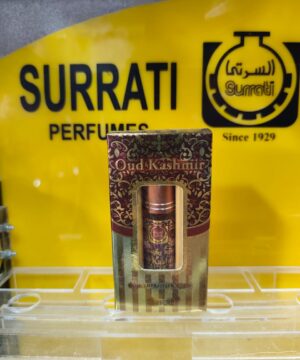 SURRATI
PERFUMES
السرتي
Surrati
Since 1929
Oud Kashmir